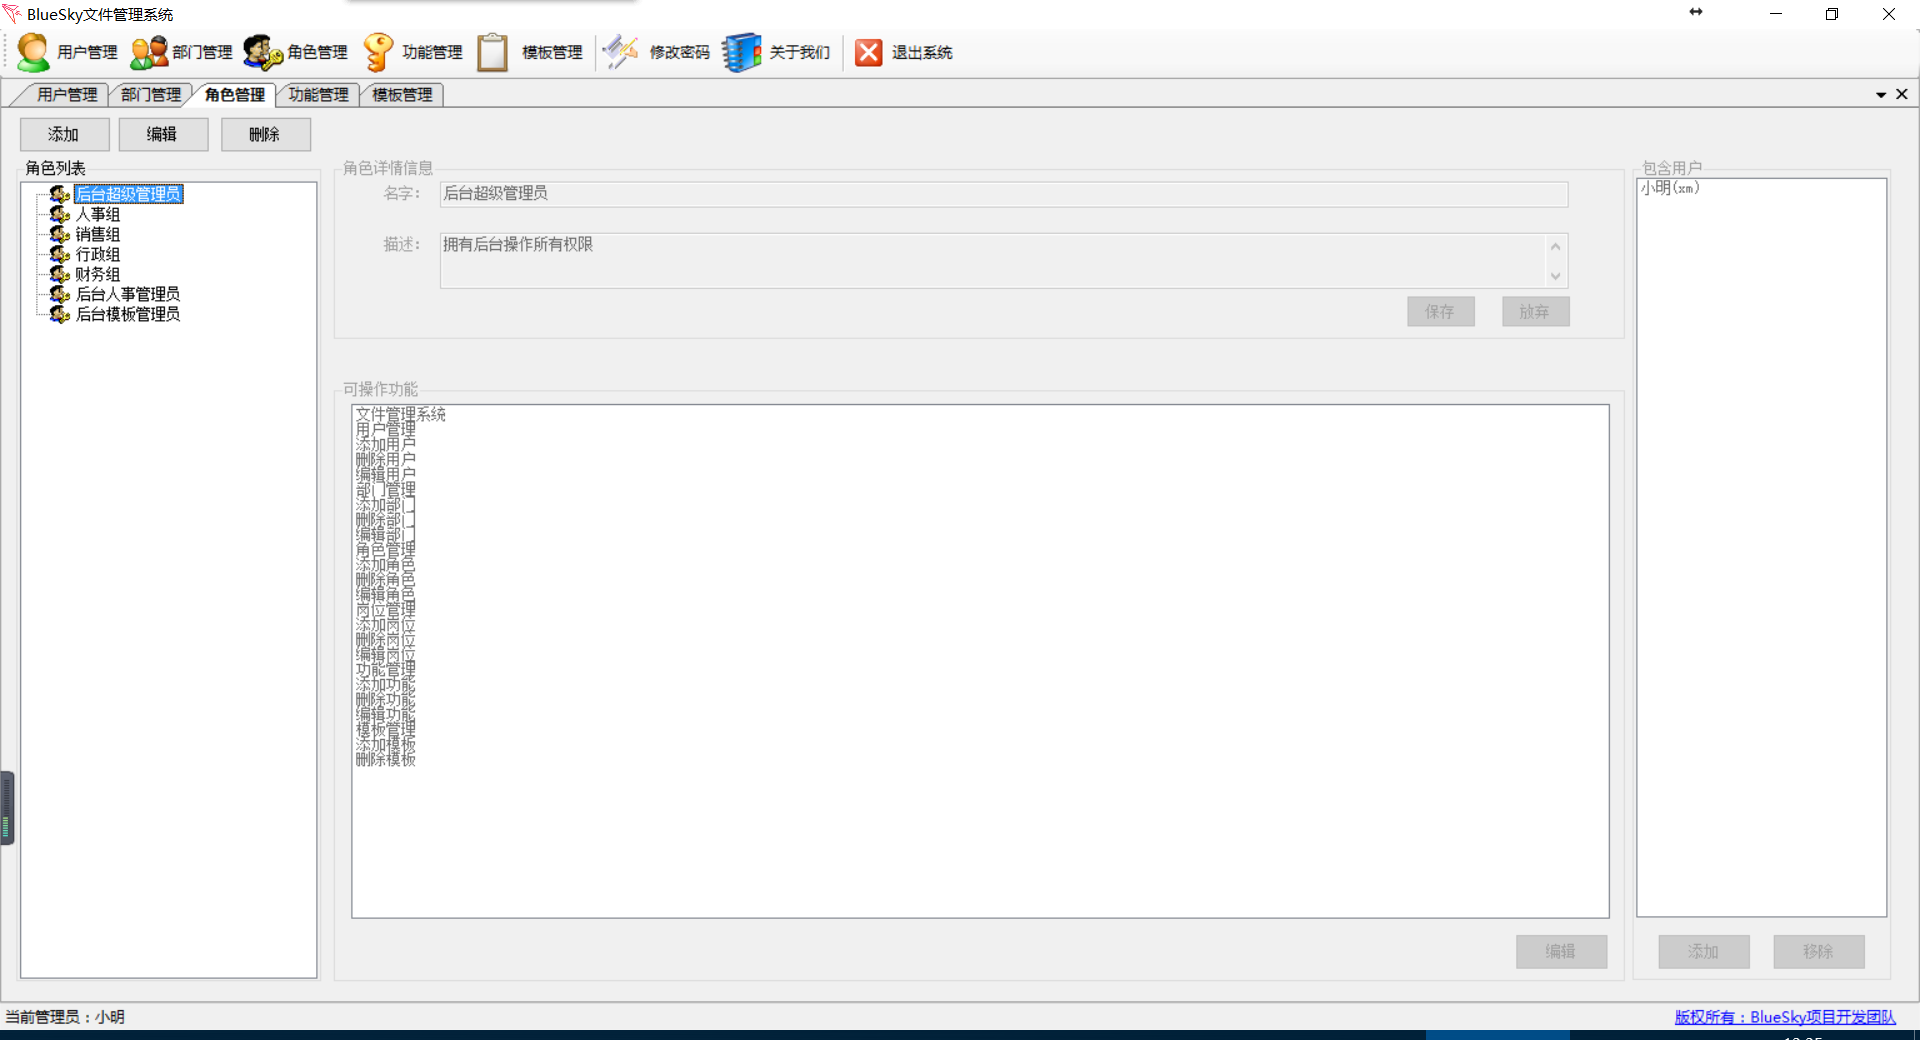 BlueSky文件管理系统
用户管理 部门管理 角色管理 功能管理 模板管理 修改密码 关于我们 退出系统
用户管理 部门管理 角色管理 功能管理 模板管理
添加 编辑 删除
角色列表
后台超级管理员
人事组
销售组
行政组
财务组
后台人事管理员
后台模板管理员
角色详情信息
名字：
后台超级管理员
描述：
拥有后台操作所有权限
保存 放弃
可操作功能
文件管理系统
用户管理
添加用户
删除用户
编辑用户
部门管理
添加部门
删除部门
编辑部门
角色管理
添加角色
删除角色
编辑角色
岗位管理
添加岗位
删除岗位
编辑岗位
功能管理
添加功能
删除功能
编辑功能
模板管理
添加模板
删除模板
编辑
包含用户
小明(xm)
添加 移除
当前管理员：小明
版权所有：BlueSky项目开发团队